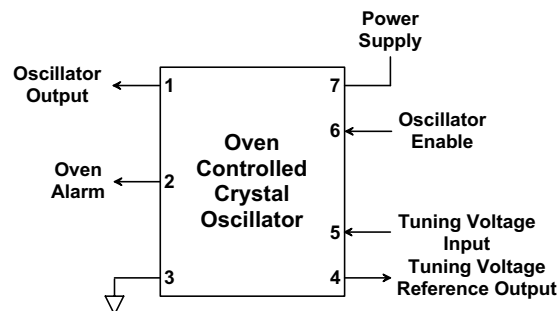 Power
Supply
Oscillator
Output
1
7
6
Oscillator
Enable
Oven
Controlled
Crystal
Oscillator
Oven
Alarm
2
5
Tuning Voltage
Input
3
4
Tuning Voltage
Reference Output